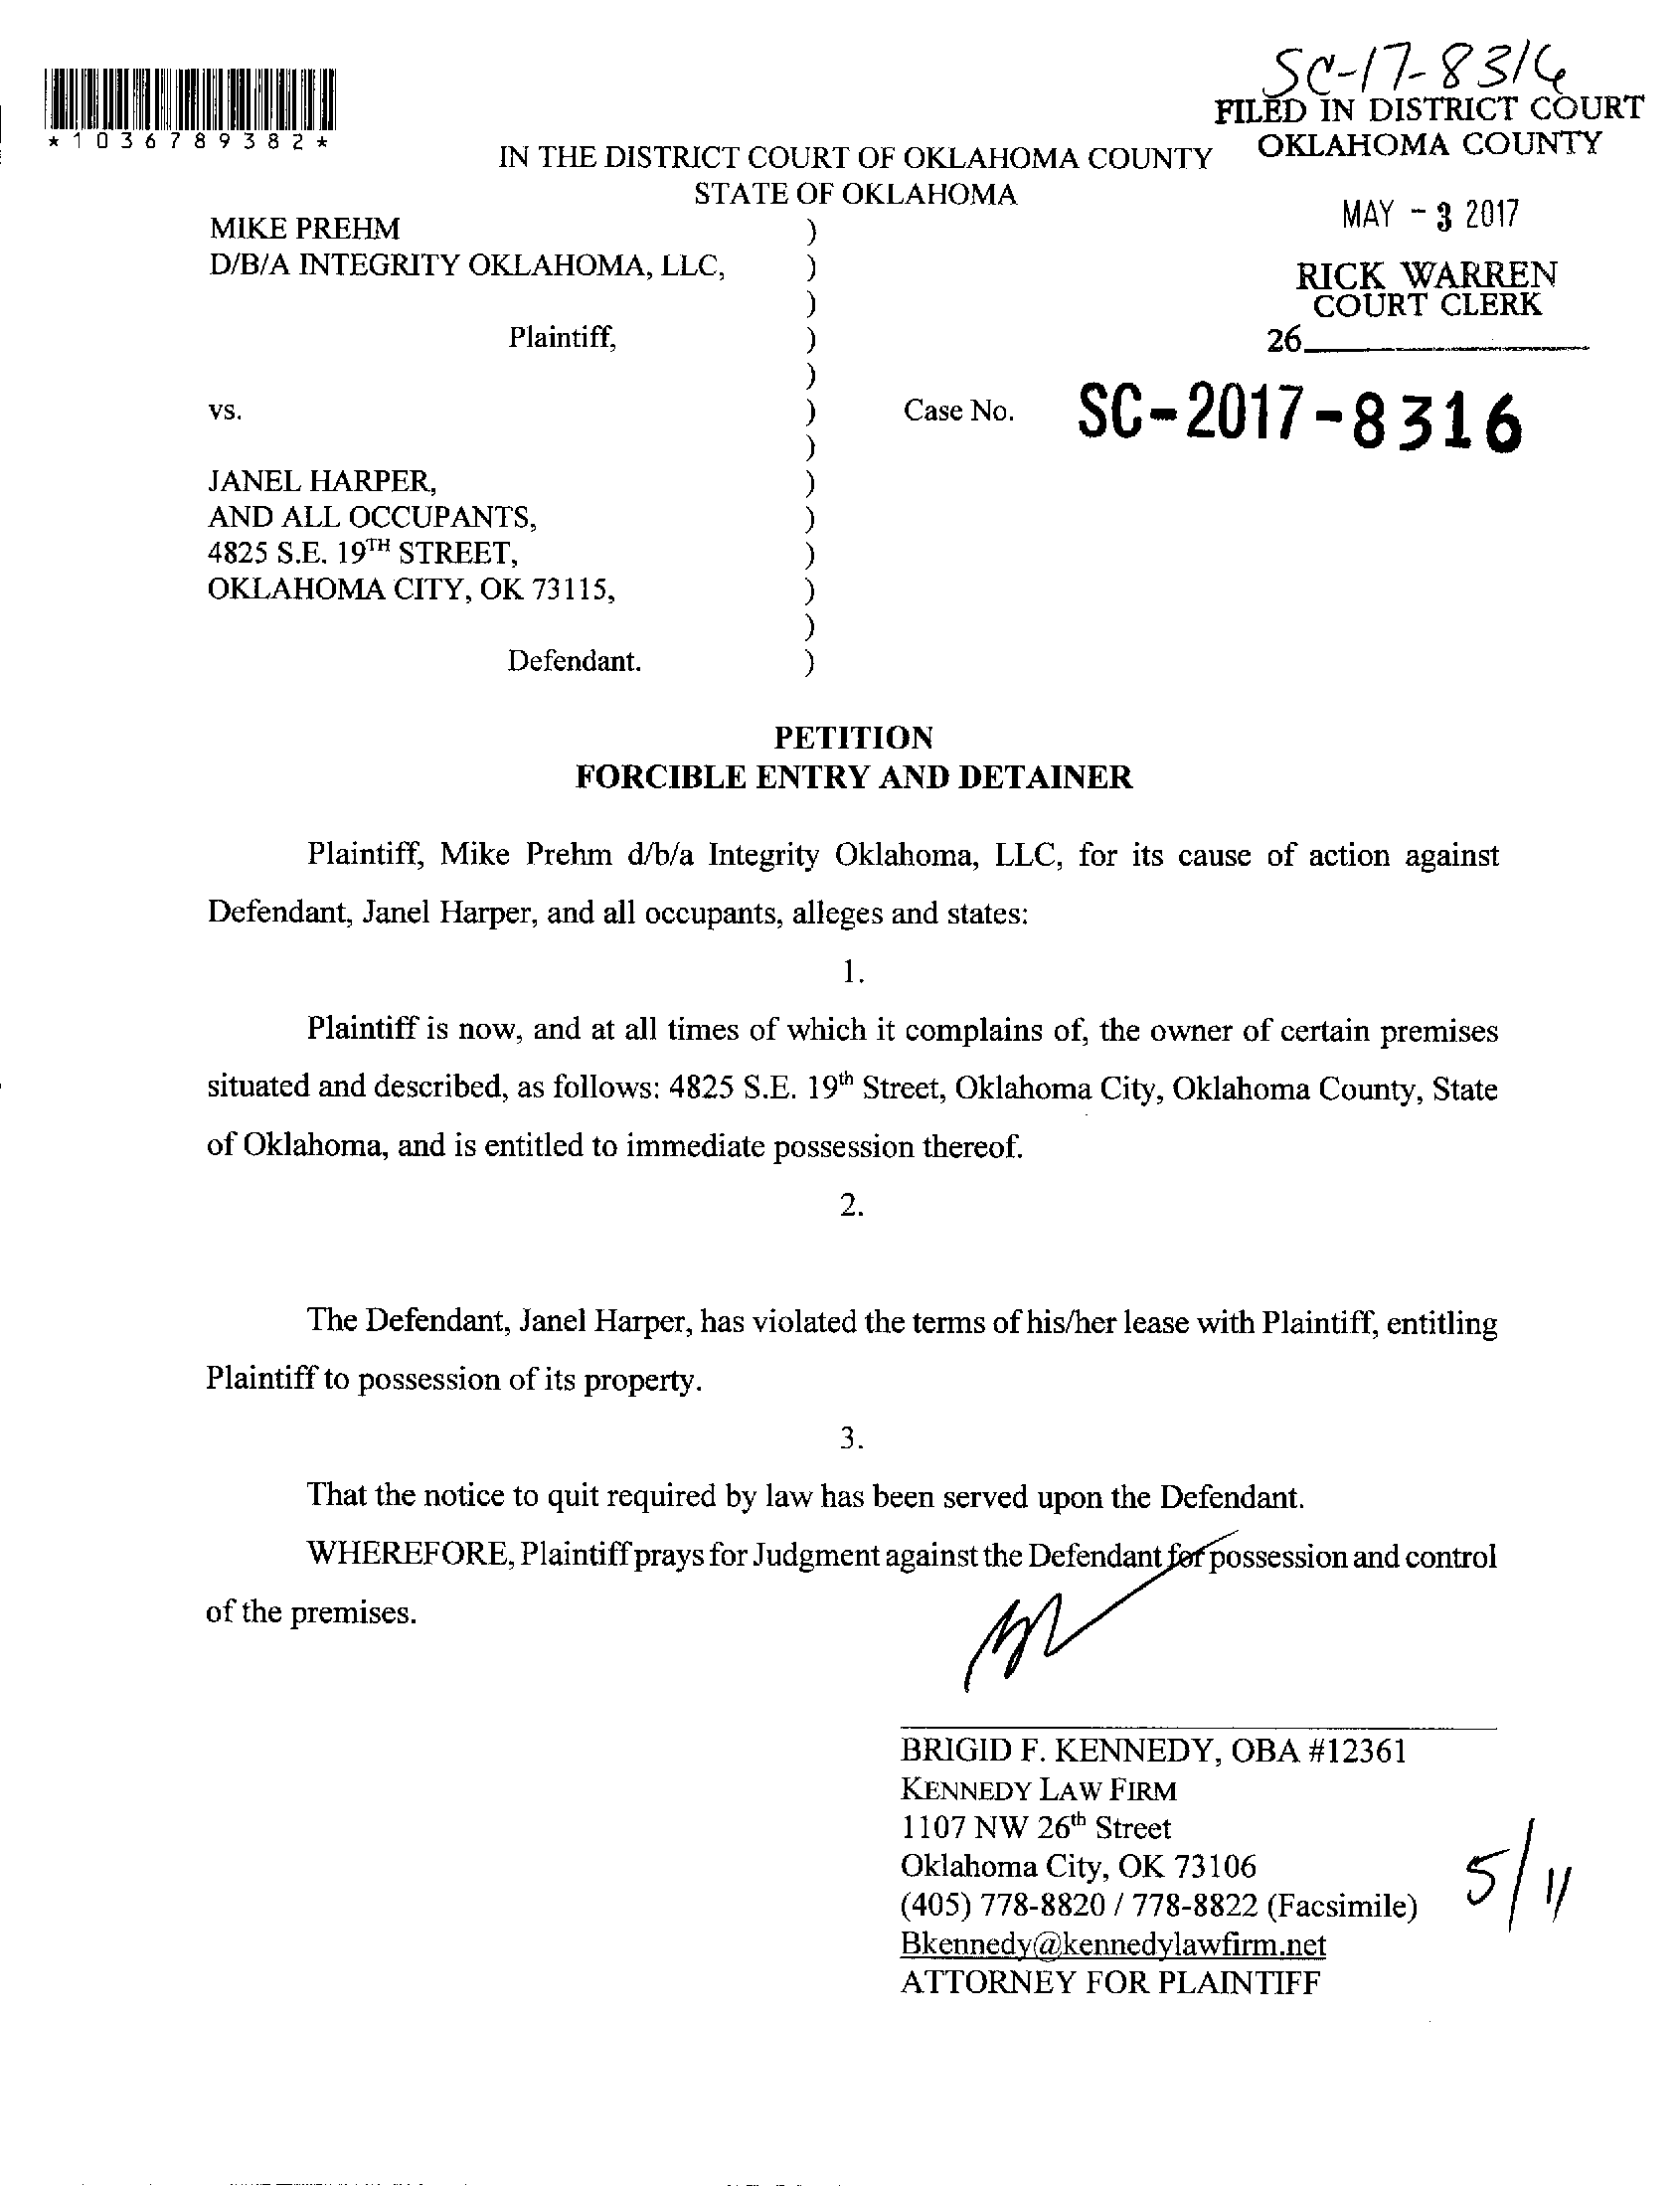 SC-17-8316
FILED IN DISTRICT COURT
OKLAHOMA COUNTY
*1036789382*
IN THE DISTRICT COURT OF OKLAHOMA COUNTY
STATE OF OKLAHOMA
MAY - 3 2017
RICK WARREN
COURT CLERK
26
MIKE PREHM )
D/B/A INTEGRITY OKLAHOMA, LLC, )
)
Plaintiff, )
)
vs. ) Case No. SC-2017-8316
)
JANEL HARPER, )
AND ALL OCCUPANTS, )
4825 S.E. 19TH STREET, )
OKLAHOMA CITY, OK 73115, )
)
Defendant. )
PETITION
FORCIBLE ENTRY AND DETAINER
Plaintiff, Mike Prehm d/b/a Integrity Oklahoma, LLC, for its cause of action against
Defendant, Janel Harper, and all occupants, alleges and states:
1.
Plaintiff is now, and at all times of which it complains of, the owner of certain premises
situated and described, as follows: 4825 S.E. 19th Street, Oklahoma City, Oklahoma County, State
of Oklahoma, and is entitled to immediate possession thereof.
2.
The Defendant, Janel Harper, has violated the terms of his/her lease with Plaintiff, entitling
Plaintiff to possession of its property.
3.
That the notice to quit required by law has been served upon the Defendant.
WHEREFORE, Plaintiff prays for Judgment against the Defendant for possession and control
of the premises.
BRIGID F. KENNEDY, OBA #12361
KENNEDY LAW FIRM
1107 NW 26th Street
Oklahoma City, OK 73106
(405) 778-8820 / 778-8822 (Facsimile)
Bkennedy@kennedylawfirm.net
ATTORNEY FOR PLAINTIFF
5/11